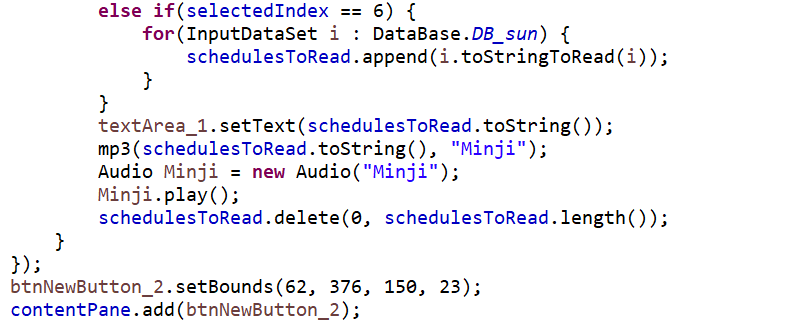 else if(selectedIndex == 6) {
for(InputDataSet i : DataBase.DB_sun) {
schedulesToRead.append(i.toStringToRead(i));
}
}
textArea_1.setText(schedulesToRead.toString());
mp3(schedulesToRead.toString(), "Minji");
Audio Minji = new Audio("Minji");
Minji.play();
schedulesToRead.delete(0, schedulesToRead.length());
}
});
btnNewButton_2.setBounds(62, 376, 150, 23);
contentPane.add(btnNewButton_2);